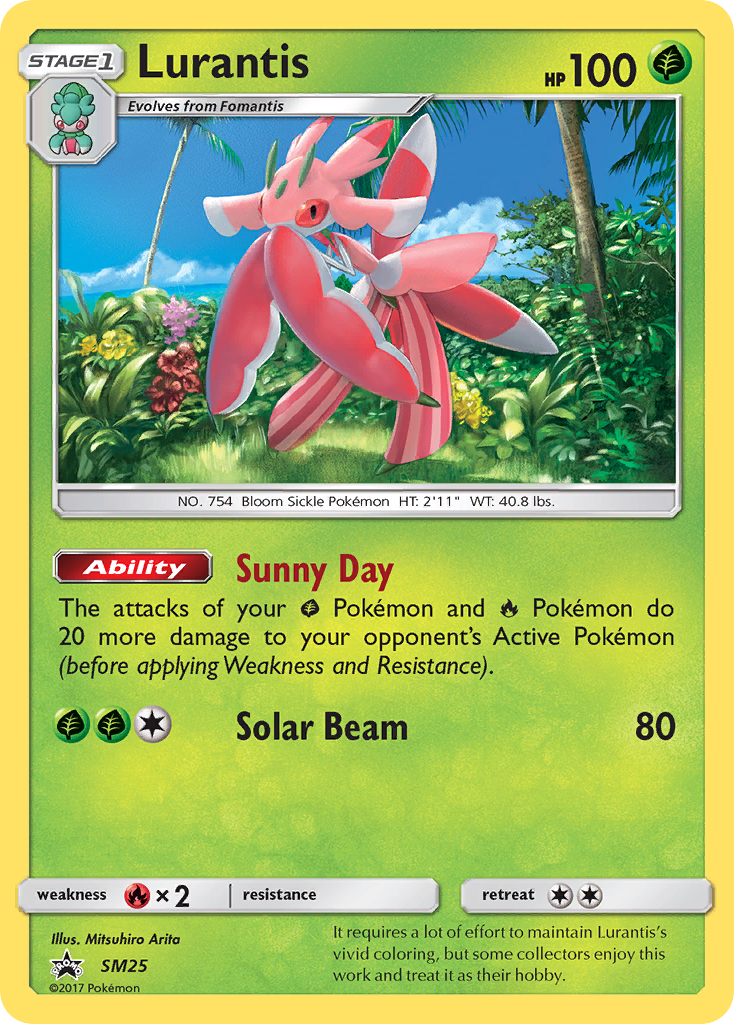 STAGE1
Lurantis
HP100
Evolves from Fomantis
NO. 754 Bloom Sickle Pokémon HT: 2'11" WT: 40.8 lbs.
Ability Sunny Day
The attacks of your Pokémon and Pokémon do
20 more damage to your opponent's Active Pokémon
(before applying Weakness and Resistance).
Solar Beam 80
weakness ×2 resistance retreat
Illus. Mitsuhiro Arita
PROMO SM25
©2017 Pokémon
It requires a lot of effort to maintain Lurantis's
vivid coloring, but some collectors enjoy this
work and treat it as their hobby.